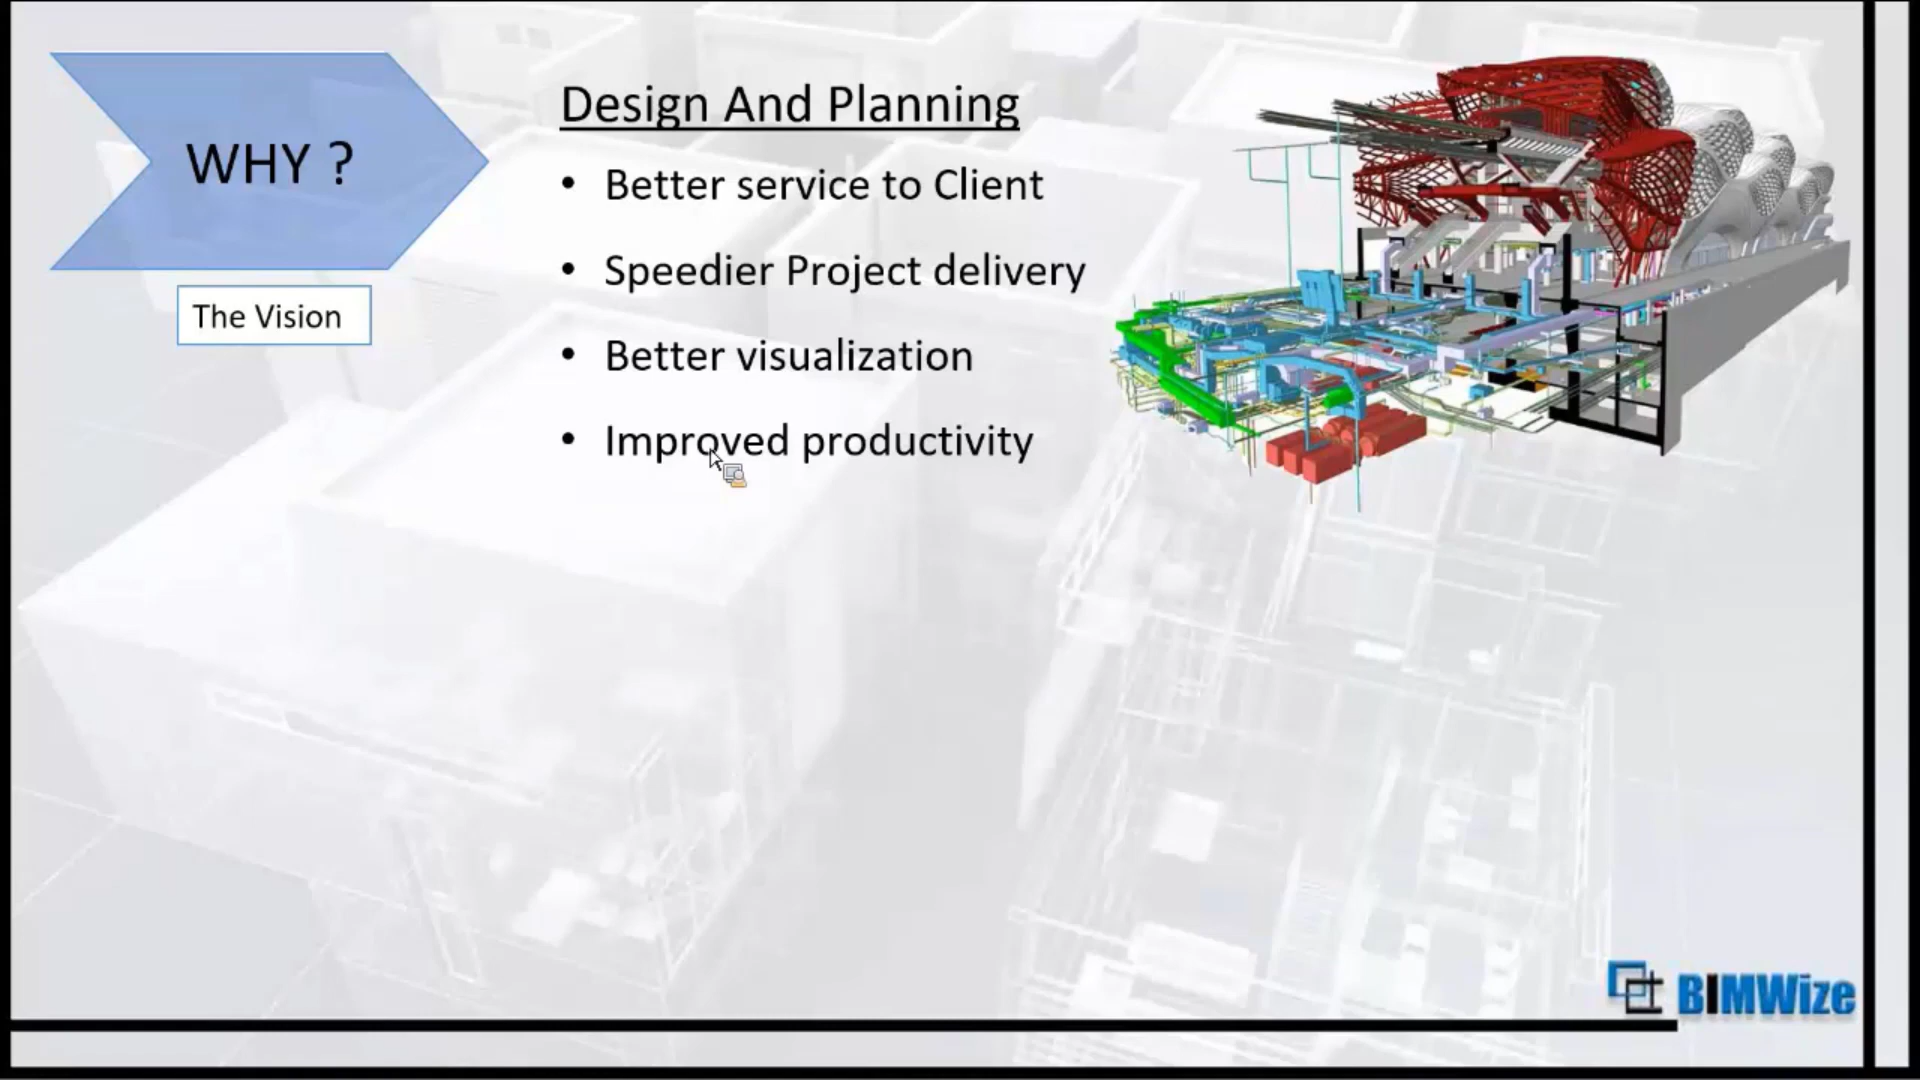 WHY ?
The Vision
Design And Planning
• Better service to Client
• Speedier Project delivery
• Better visualization
• Improved productivity
BIMWize